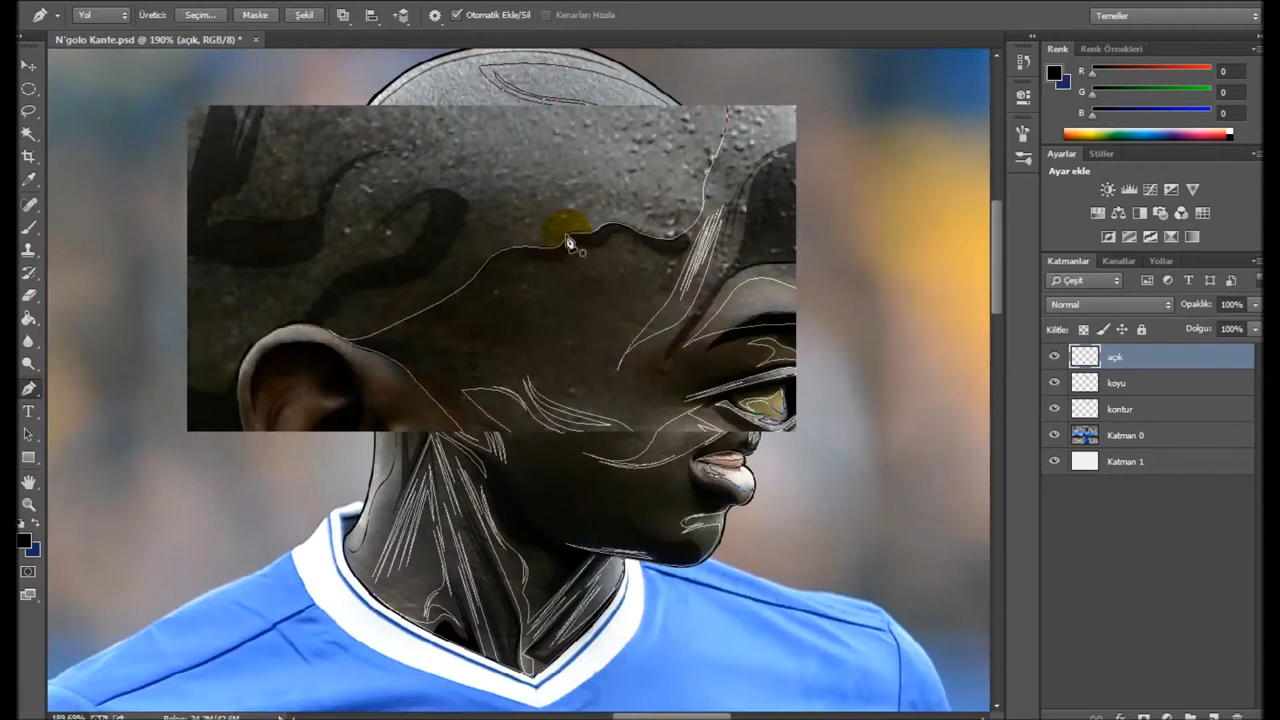 Yol
Üretici:
Seçim...
Maske
Şekil
Otomatik Ekle/Sil
Kenarları Hizala
Temeller
N'golo Kante.psd @ 190% (açık, RGB/8) *
Renk
Renk Örnekleri
R
0
G
0
B
0
Ayarlar
Stiller
Ayar ekle
Katmanlar
Kanallar
Yollar
Çeşit
Normal
Opaklık:
100%
Kilitle:
Dolgu:
100%
açık
koyu
kontur
Katman 0
Katman 1